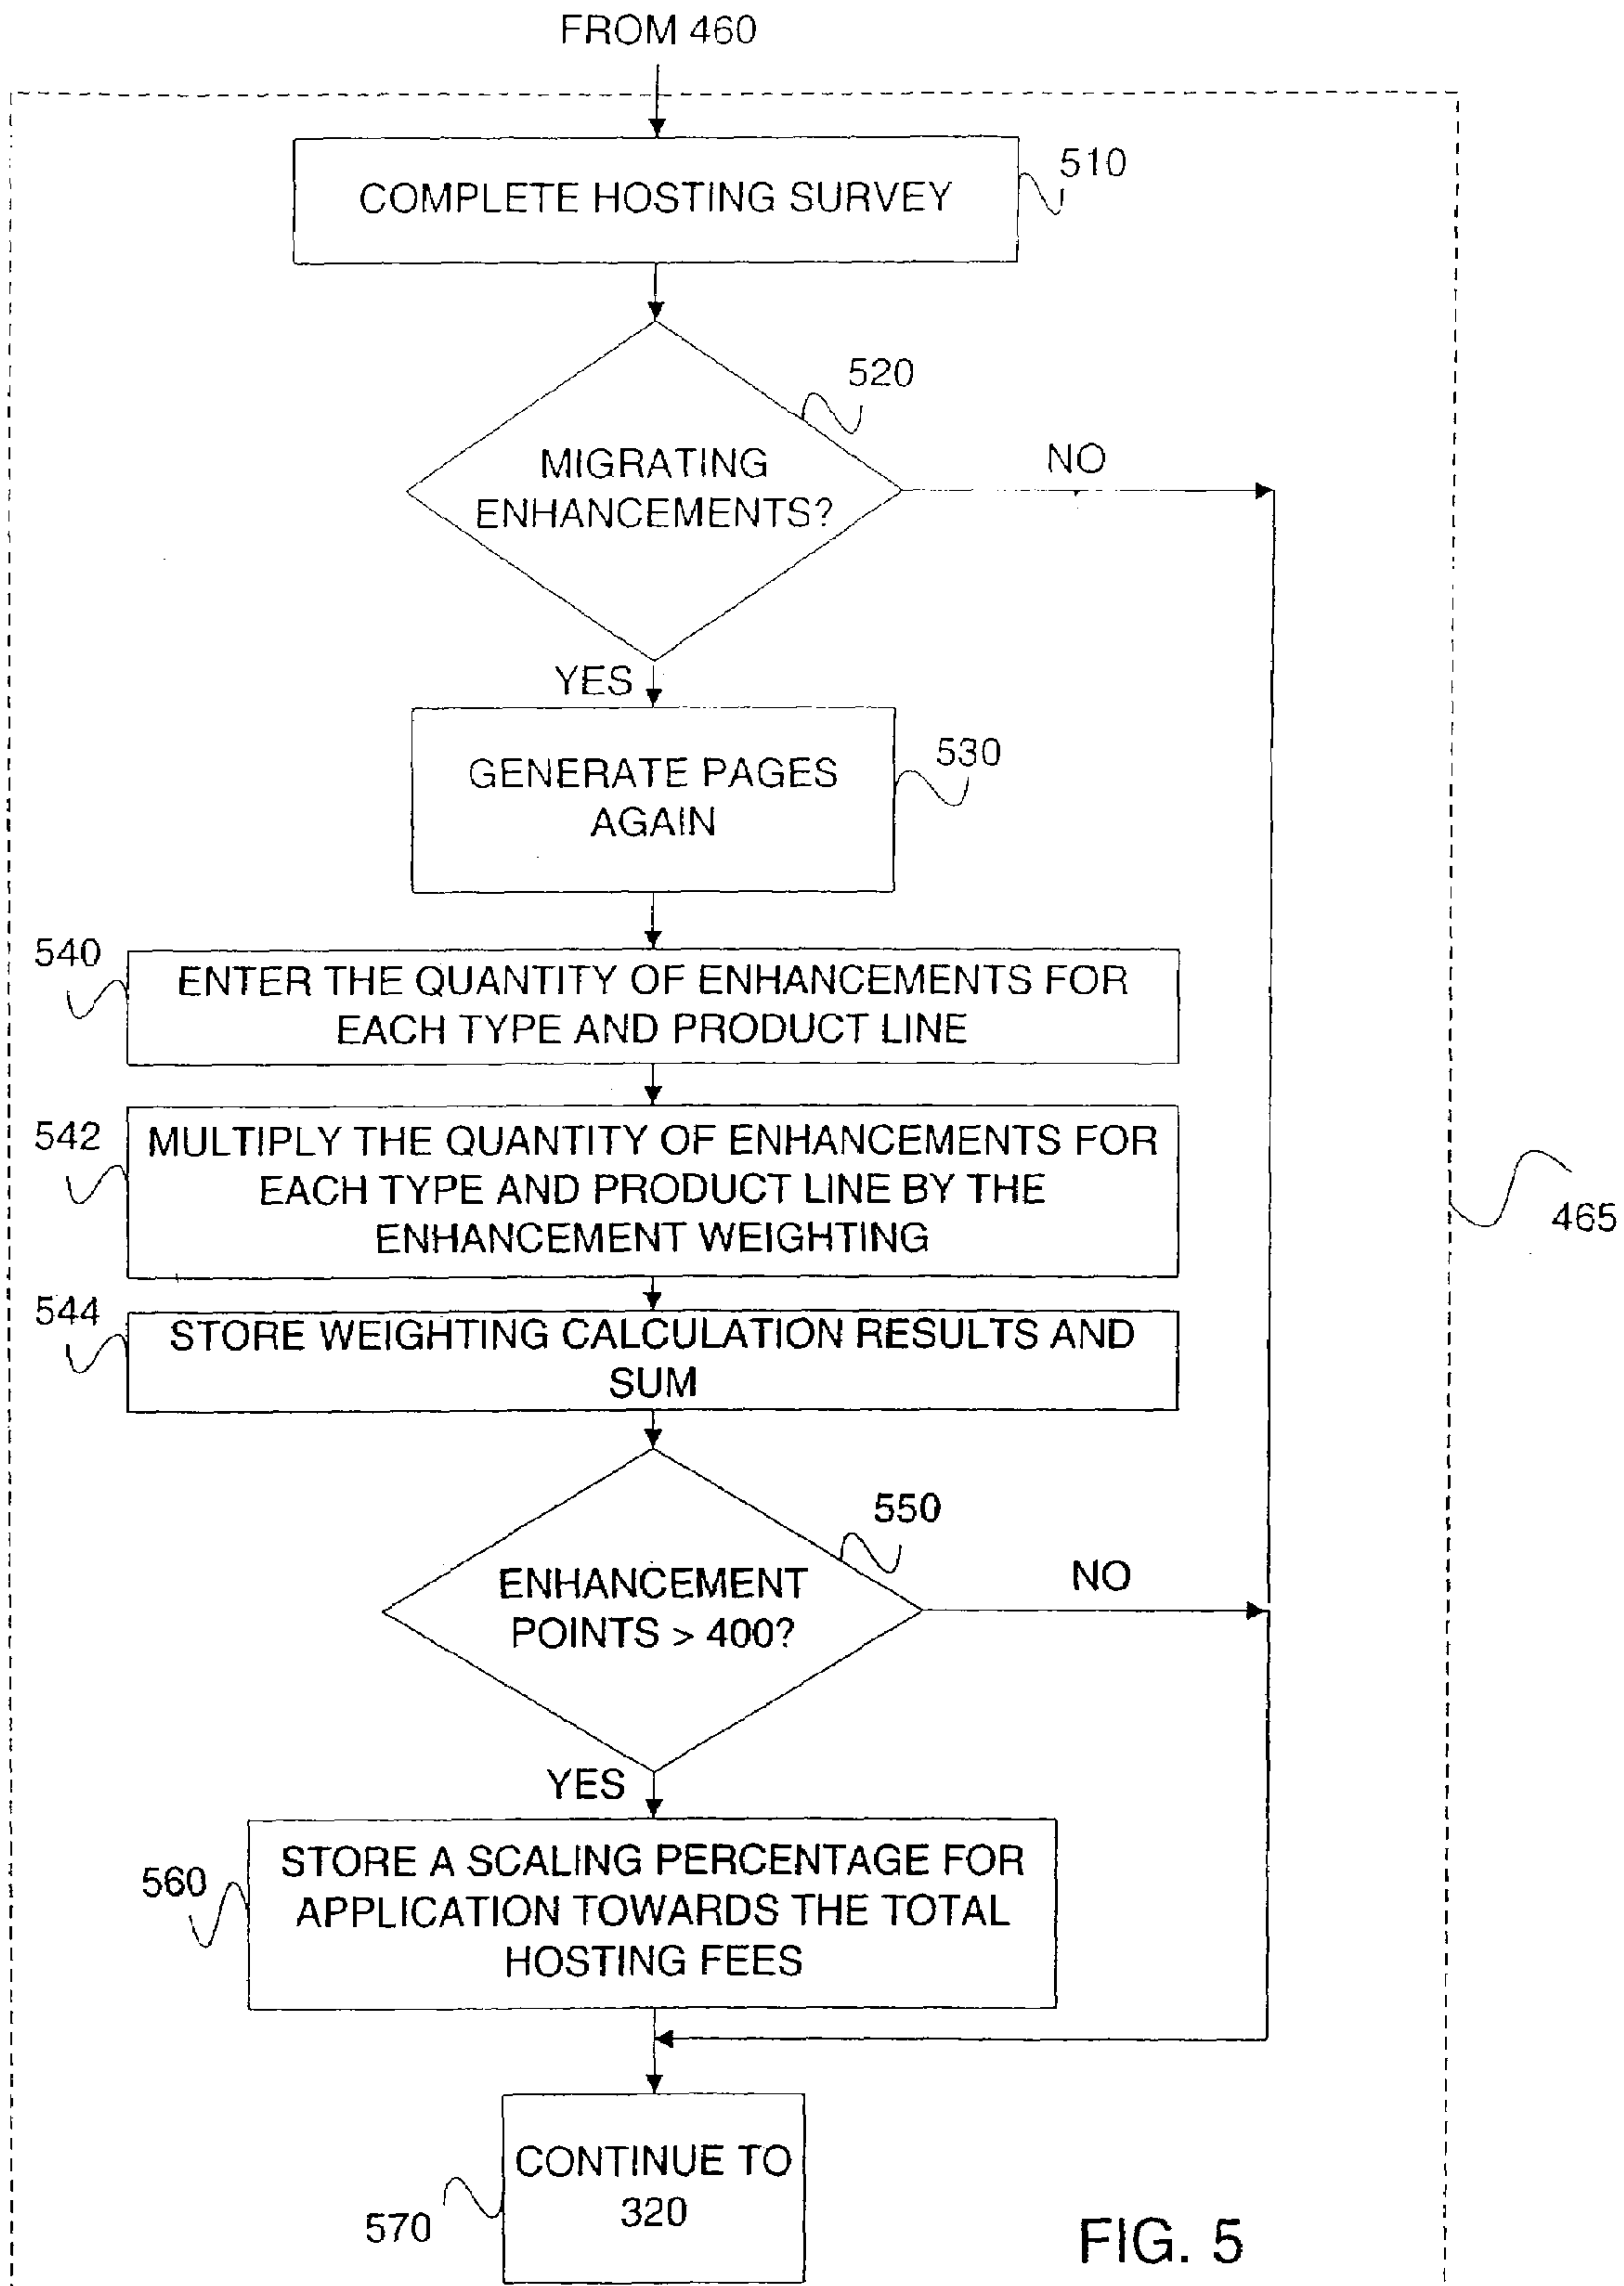 FROM 460
COMPLETE HOSTING SURVEY
510
520
MIGRATING
ENHANCEMENTS?
NO
YES
GENERATE PAGES
AGAIN
530
540
ENTER THE QUANTITY OF ENHANCEMENTS FOR
EACH TYPE AND PRODUCT LINE
542
MULTIPLY THE QUANTITY OF ENHANCEMENTS FOR
EACH TYPE AND PRODUCT LINE BY THE
ENHANCEMENT WEIGHTING
465
544
STORE WEIGHTING CALCULATION RESULTS AND
SUM
550
ENHANCEMENT
POINTS > 400?
NO
YES
560
STORE A SCALING PERCENTAGE FOR
APPLICATION TOWARDS THE TOTAL
HOSTING FEES
CONTINUE TO
320
570
FIG. 5